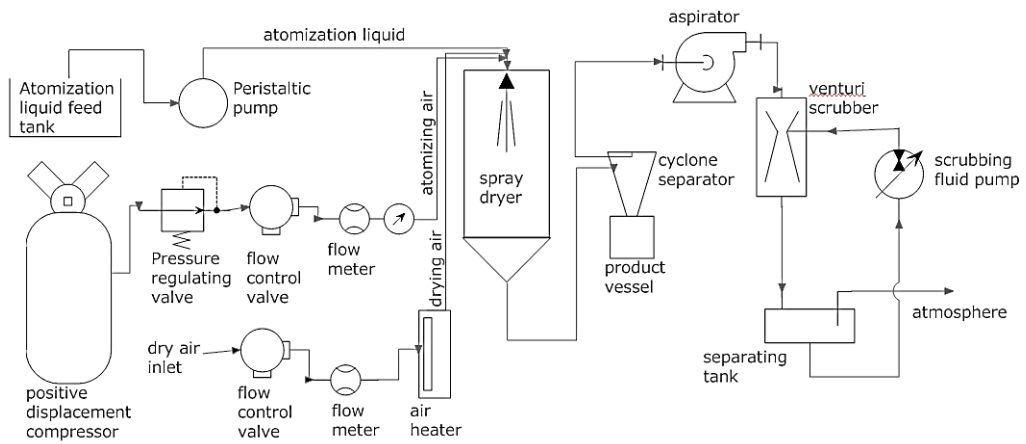 aspirator
atomization liquid
Atomization
liquid feed
tank
Peristaltic
pump
venturi
scrubber
atomizing air
spray
dryer
cyclone
separator
scrubbing
fluid pump
Pressure
regulating
valve
flow
control
valve
flow
meter
drying air
product
vessel
atmosphere
dry air
inlet
separating
tank
positive
displacement
compressor
flow
control
valve
flow
meter
air
heater